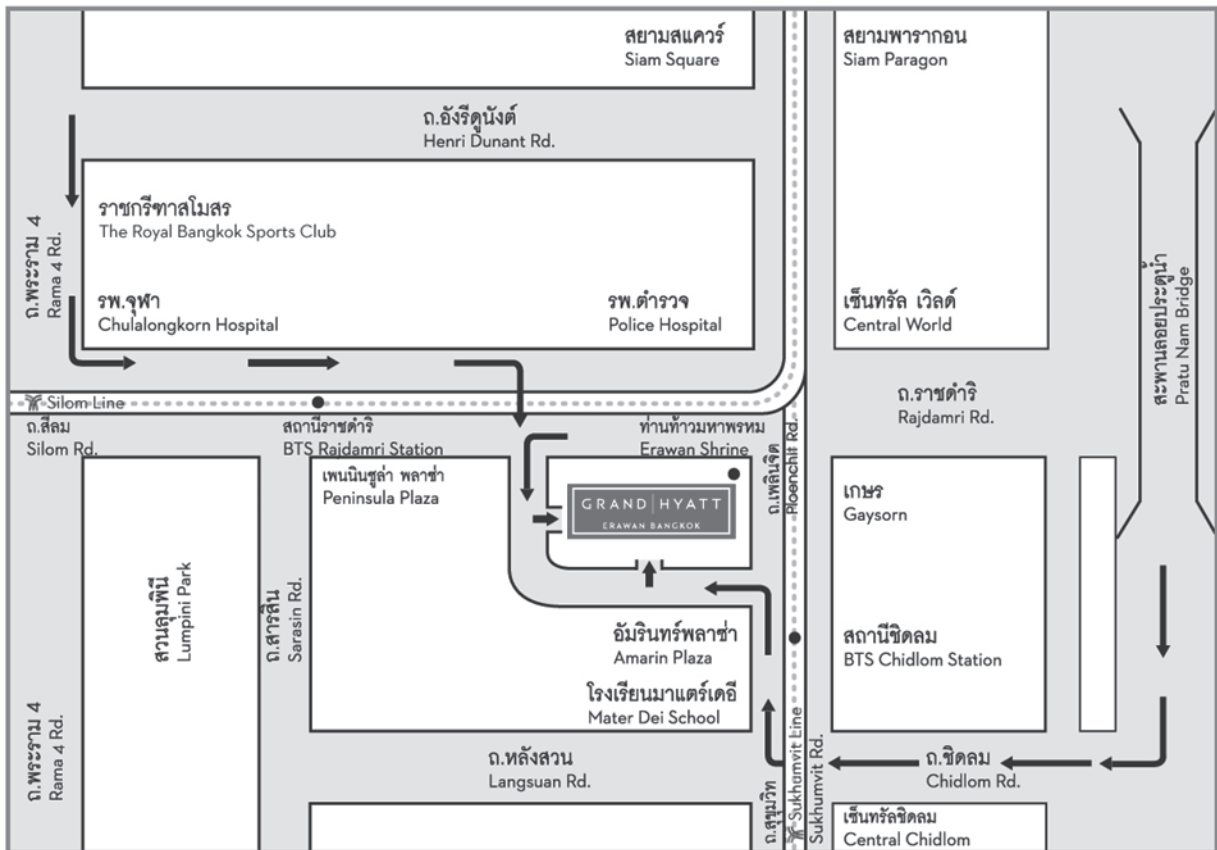 สยามสแควร์
Siam Square
สยามพารากอน
Siam Paragon
ถ.อังรีดูนังต์
Henri Dunant Rd.
ราชกรีฑาสโมสร
The Royal Bangkok Sports Club
ถ.พระราม 4
Rama 4 Rd.
รพ.จุฬา
Chulalongkorn Hospital
รพ.ตำรวจ
Police Hospital
เซ็นทรัล เวิลด์
Central World
สะพานลอยประตูน้ำ
Pratu Nam Bridge
Silom Line
ถ.ราชดำริ
Rajdamri Rd.
ถ.สีลม
Silom Rd.
สถานีราชดำริ
BTS Rajdamri Station
ท่านท้าวมหาพรหม
Erawan Shrine
ถ.เพลินจิต
Ploenchit Rd.
เพนนินซูล่า พลาซ่า
Peninsula Plaza
GRAND HYATT
ERAWAN BANGKOK
เกษร
Gaysorn
สวนลุมพินี
Lumpini Park
ถ.สารสิน
Sarasin Rd.
อัมรินทร์พลาซ่า
Amarin Plaza
สถานีชิดลม
BTS Chidlom Station
โรงเรียนมาแตร์เดอี
Mater Dei School
ถ.พระราม 4
Rama 4 Rd.
ถ.หลังสวน
Langsuan Rd.
ถ.สุขุมวิท
Sukhumvit Line
Sukhumvit Rd.
ถ.ชิดลม
Chidlom Rd.
เซ็นทรัลชิดลม
Central Chidlom